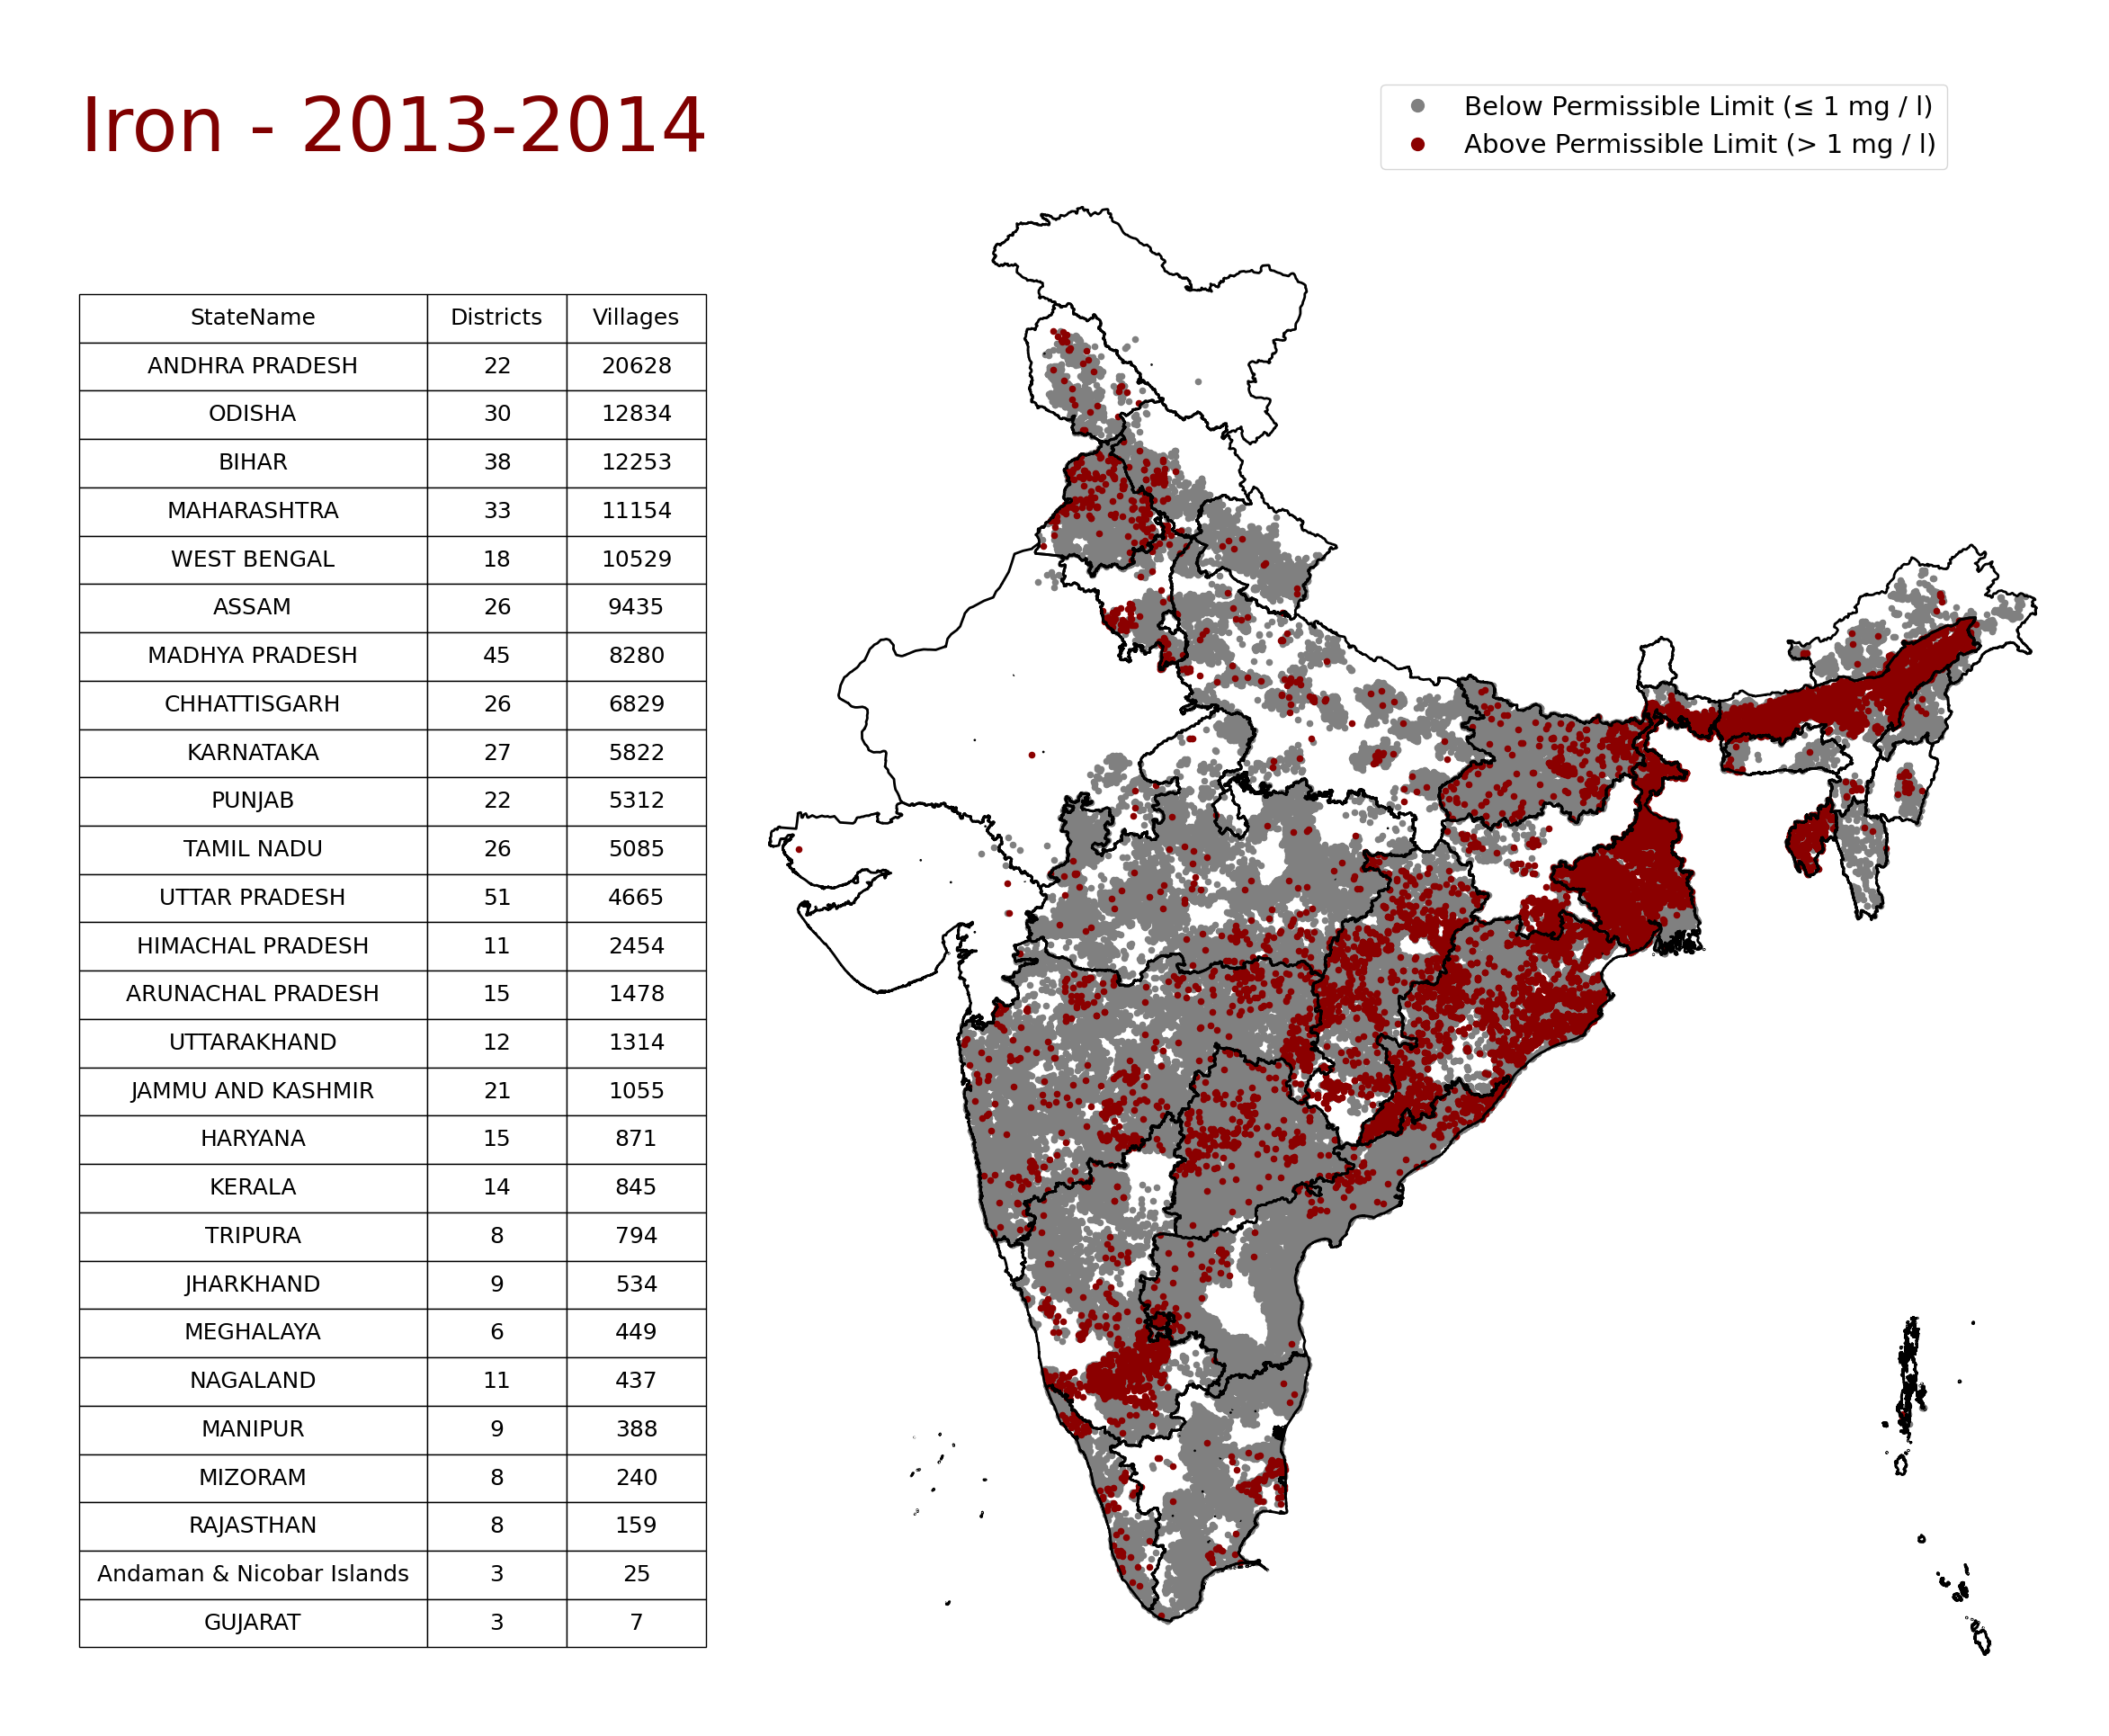 Iron - 2013-2014
Below Permissible Limit (≤ 1 mg / l)
Above Permissible Limit (> 1 mg / l)
StateName Districts Villages
ANDHRA PRADESH 22 20628
ODISHA 30 12834
BIHAR 38 12253
MAHARASHTRA 33 11154
WEST BENGAL 18 10529
ASSAM 26 9435
MADHYA PRADESH 45 8280
CHHATTISGARH 26 6829
KARNATAKA 27 5822
PUNJAB 22 5312
TAMIL NADU 26 5085
UTTAR PRADESH 51 4665
HIMACHAL PRADESH 11 2454
ARUNACHAL PRADESH 15 1478
UTTARAKHAND 12 1314
JAMMU AND KASHMIR 21 1055
HARYANA 15 871
KERALA 14 845
TRIPURA 8 794
JHARKHAND 9 534
MEGHALAYA 6 449
NAGALAND 11 437
MANIPUR 9 388
MIZORAM 8 240
RAJASTHAN 8 159
Andaman & Nicobar Islands 3 25
GUJARAT 3 7